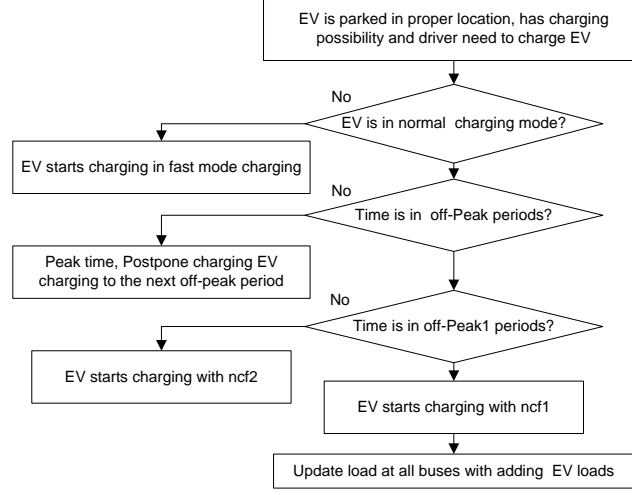 EV is parked in proper location, has charging
possibility and driver need to charge EV
No
EV is in normal charging mode?
EV starts charging in fast mode charging
No
Time is in off-Peak periods?
Peak time, Postpone charging EV
charging to the next off-peak period
No
Time is in off-Peak1 periods?
EV starts charging with ncf2
EV starts charging with ncf1
Update load at all buses with adding EV loads